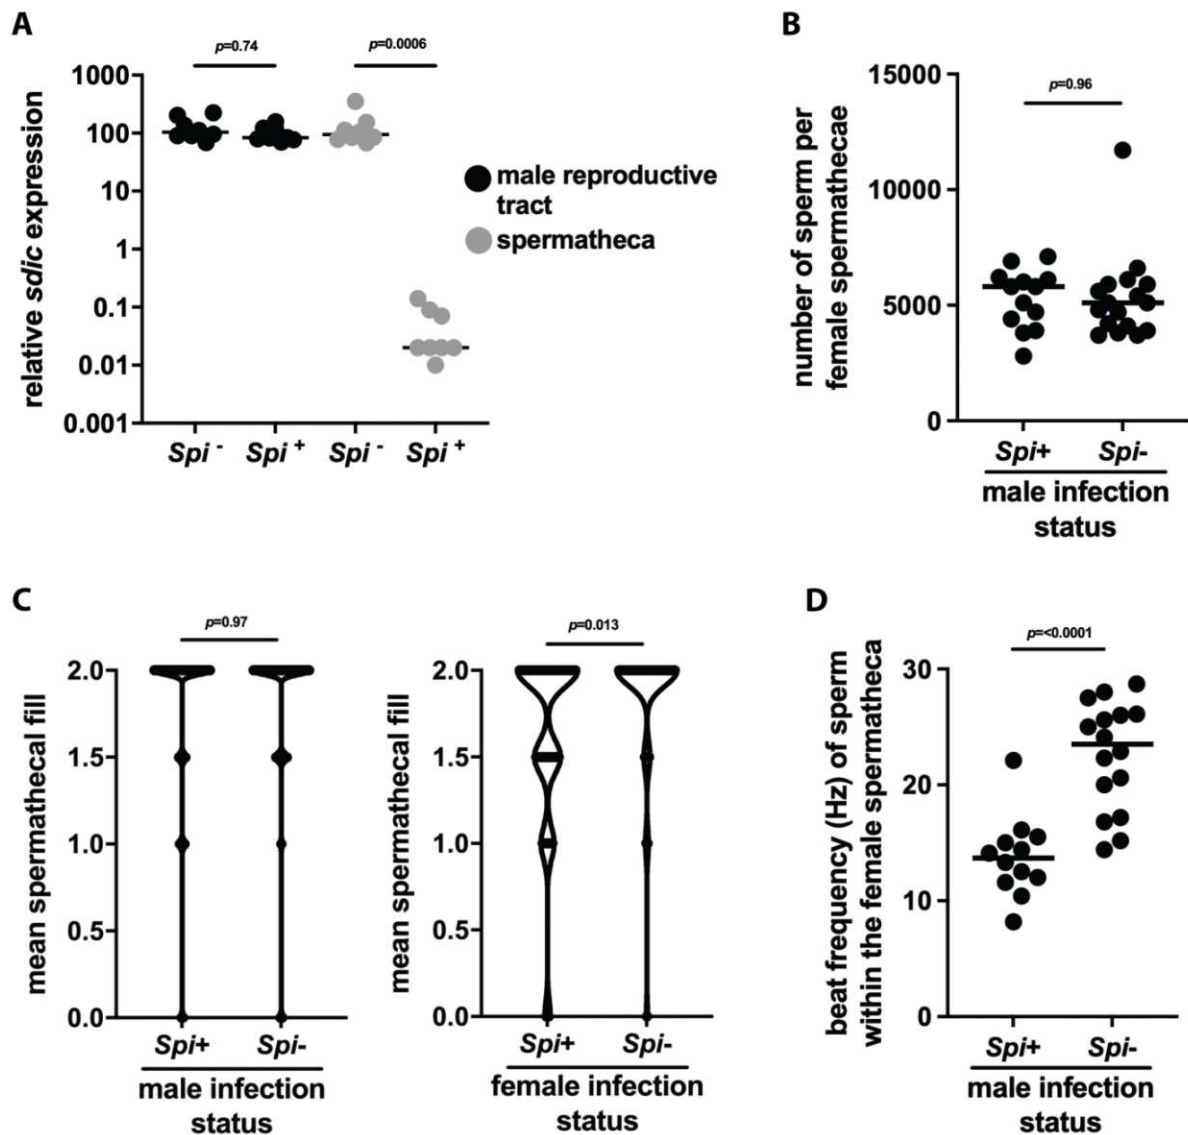 A
p=0.74
p=0.0006
relative sdic expression
1000
100
10
1
0.1
0.01
0.001
Spi -
Spi +
Spi -
Spi +
male reproductive
tract
spermatheca
B
p=0.96
number of sperm per
female spermathecae
15000
10000
5000
0
Spi+
Spi-
male infection
status
C
p=0.97
mean spermathecal fill
2.0
1.5
1.0
0.5
0.0
Spi+
Spi-
male infection
status
p=0.013
mean spermathecal fill
2.0
1.5
1.0
0.5
0.0
Spi+
Spi-
female infection
status
D
p=<0.0001
beat frequency (Hz) of sperm
within the female spermatheca
30
20
10
0
Spi+
Spi-
male infection
status